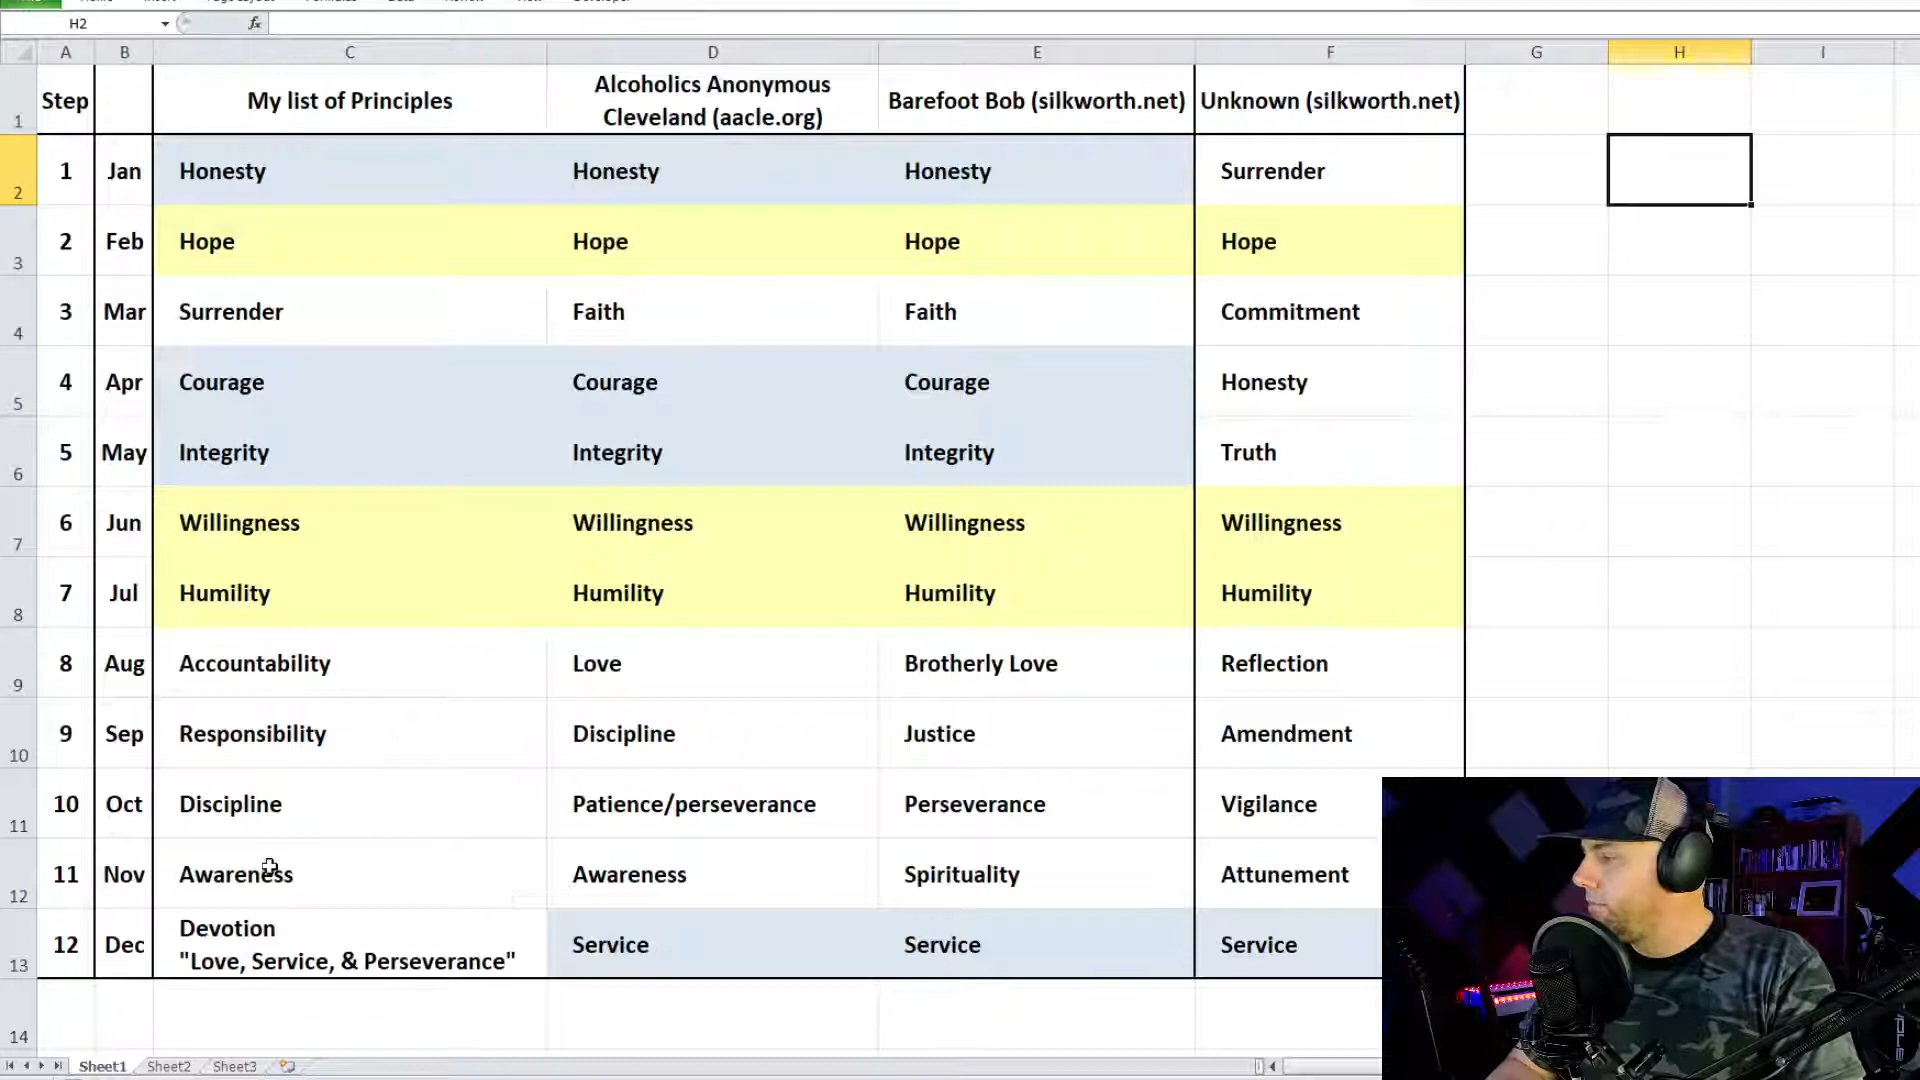 H2
fx
A B C D E F G H I
1 Step My list of Principles Alcoholics Anonymous Cleveland (aacle.org) Barefoot Bob (silkworth.net) Unknown (silkworth.net)
2 1 Jan Honesty Honesty Honesty Surrender
3 2 Feb Hope Hope Hope Hope
4 3 Mar Surrender Faith Faith Commitment
5 4 Apr Courage Courage Courage Honesty
6 5 May Integrity Integrity Integrity Truth
7 6 Jun Willingness Willingness Willingness Willingness
8 7 Jul Humility Humility Humility Humility
9 8 Aug Accountability Love Brotherly Love Reflection
10 9 Sep Responsibility Discipline Justice Amendment
11 10 Oct Discipline Patience/perseverance Perseverance Vigilance
12 11 Nov Awareness Awareness Spirituality Attunement
13 12 Dec Devotion "Love, Service, & Perseverance" Service Service Service
14
Sheet1 Sheet2 Sheet3